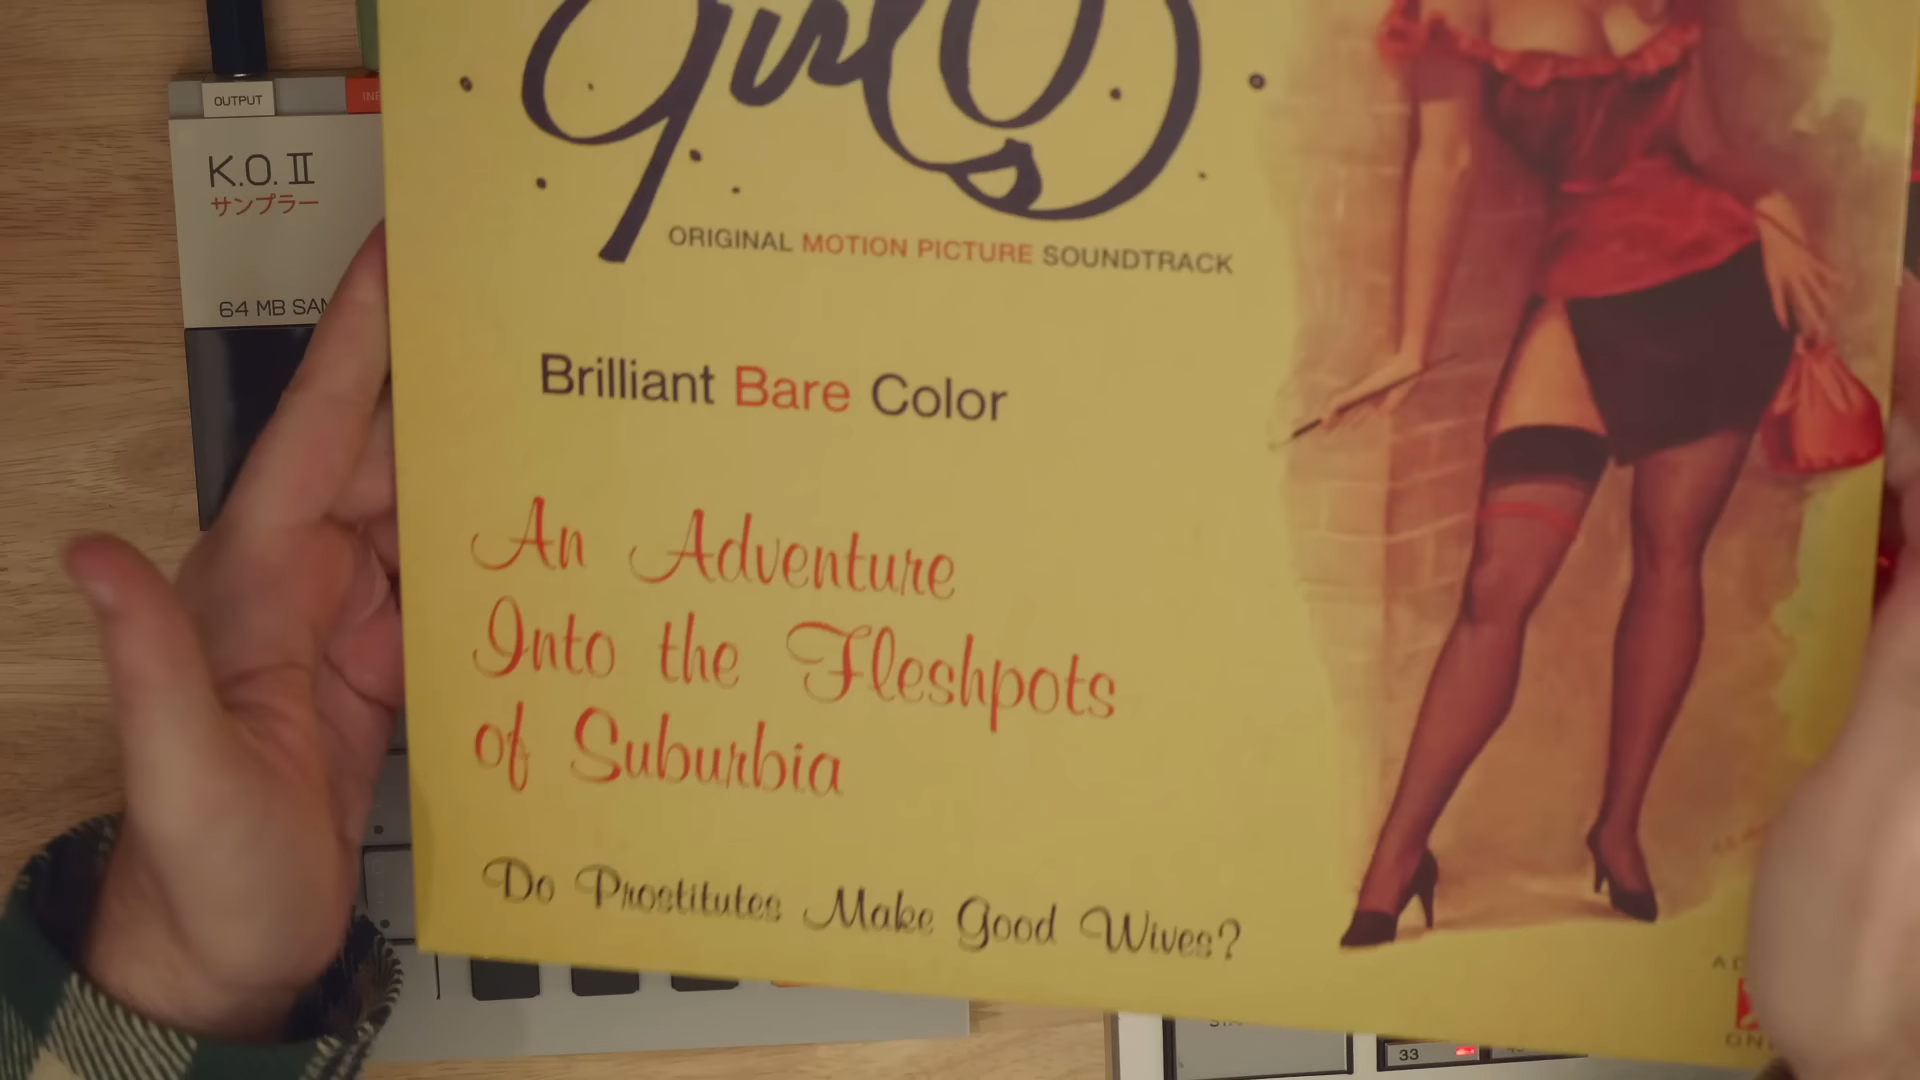 Girls
ORIGINAL MOTION PICTURE SOUNDTRACK
Brilliant Bare Color
An Adventure
Into the Fleshpots
of Suburbia
Do Prostitutes Make Good Wives?
OUTPUT
K.O. II
サンプラー
64 MB
33